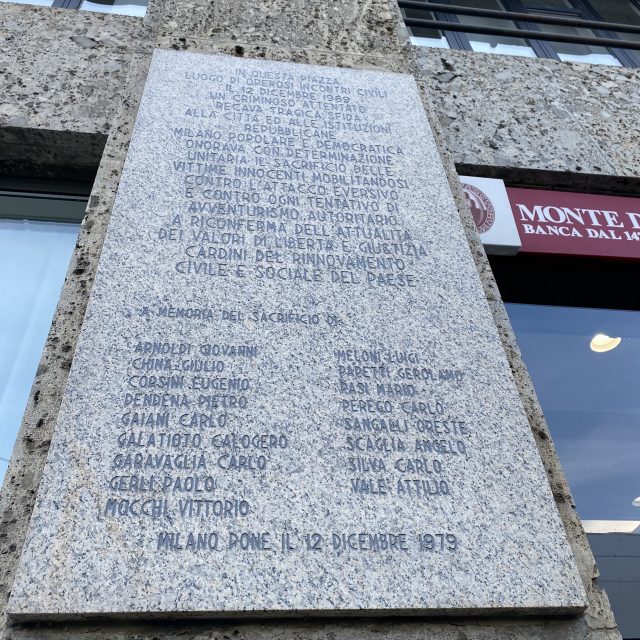 IN QUESTA PIAZZA
LUOGO DI OPEROSI INCONTRI CIVILI
IL 12 DICEMBRE 1969
UN CRIMINOSO ATTENTATO
RECAVA TRAGICA SFIDA
ALLA CITTÀ ED ALLE ISTITUZIONI
REPUBBLICANE
MILANO POPOLARE E DEMOCRATICA
ONORAVA CON DETERMINAZIONE
UNITARIA IL SACRIFICIO DELLE
VITTIME INNOCENTI MOBILITANDOSI
CONTRO L'ATTACCO EVERSIVO
CONTRO OGNI TENTATIVO DI
AVVENTURISMO AUTORITARIO
A RICONFERMA DELL'ATTUALITÀ
DEI VALORI DI LIBERTÀ E GIUSTIZIA
CARDINI DEL RINNOVAMENTO
CIVILE E SOCIALE DEL PAESE
A MEMORIA DEL SACRIFICIO DI:
ARNOLDI GIOVANNI
CHINA GIULIO
CORSINI EUGENIO
DENDENA PIETRO
GAIANI CARLO
GALATIOTO CALOGERO
GARAVAGLIA CARLO
GERLI PAOLO
MOCCHI VITTORIO
MELONI LUIGI
PAPETTI GEROLAMO
PASI MARIO
PEREGO CARLO
SANGALLI ORESTE
SCAGLIA ANGELO
SILVA CARLO
VALE' ATTILIO
MILANO PONE IL 12 DICEMBRE 1979
MONTE
BANCA DAL